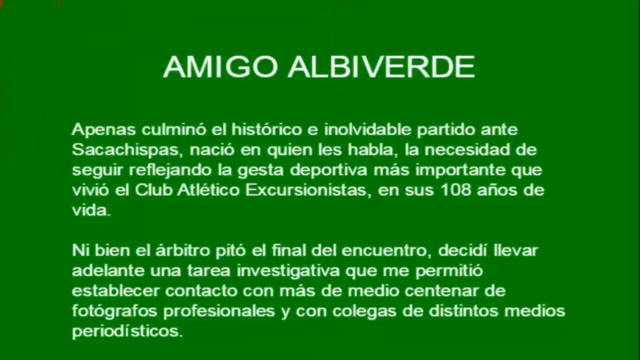 AMIGO ALBIVERDE
Apenas culminó el histórico e inolvidable partido ante
Sacachispas, nació en quien les habla, la necesidad de
seguir reflejando la gesta deportiva más importante que
vivió el Club Atlético Excursionistas, en sus 108 años de
vida.
Ni bien el árbitro pitó el final del encuentro, decidí llevar
adelante una tarea investigativa que me permitió
establecer contacto con más de medio centenar de
fotógrafos profesionales y con colegas de distintos medios
periodísticos.